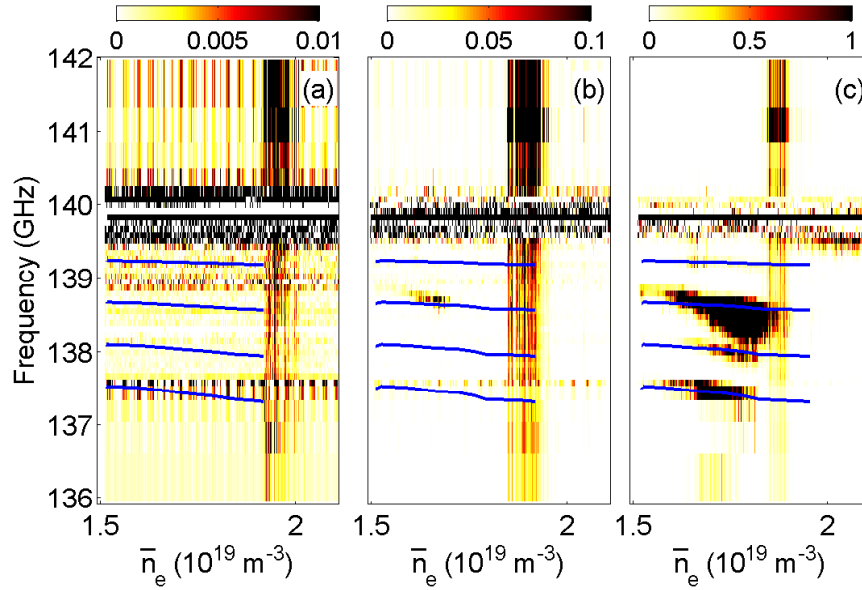 0 0.005 0.01 0 0.05 0.1 0 0.5 1
142 (a) (b) (c)
141
140
139
138
137
136
Frequency (GHz)
1.5 2 1.5 2 1.5 2
n̅e (10¹⁹ m⁻³) n̅e (10¹⁹ m⁻³) n̅e (10¹⁹ m⁻³)